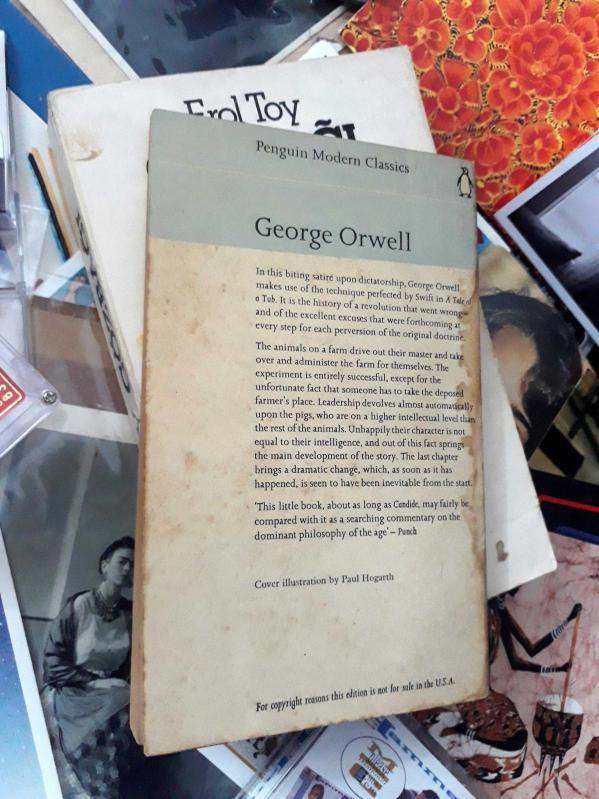 Erol Toy
Penguin Modern Classics
George Orwell
In this biting satire upon dictatorship, George Orwell
makes use of the technique perfected by Swift in A Tale of
a Tub. It is the history of a revolution that went wrong –
and of the excellent excuses that were forthcoming at
every step for each perversion of the original doctrine.
The animals on a farm drive out their master and take
over and administer the farm for themselves. The
experiment is entirely successful, except for the
unfortunate fact that someone has to take the deposed
farmer's place. Leadership devolves almost automatically
upon the pigs, who are on a higher intellectual level than
the rest of the animals. Unhappily their character is not
equal to their intelligence, and out of this fact springs
the main development of the story. The last chapter
brings a dramatic change, which, as soon as it has
happened, is seen to have been inevitable from the start.
'This little book, about as long as Candide, may fairly be
compared with it as a searching commentary on the
dominant philosophy of the age' – Punch
Cover illustration by Paul Hogarth
For copyright reasons this edition is not for sale in the U.S.A.